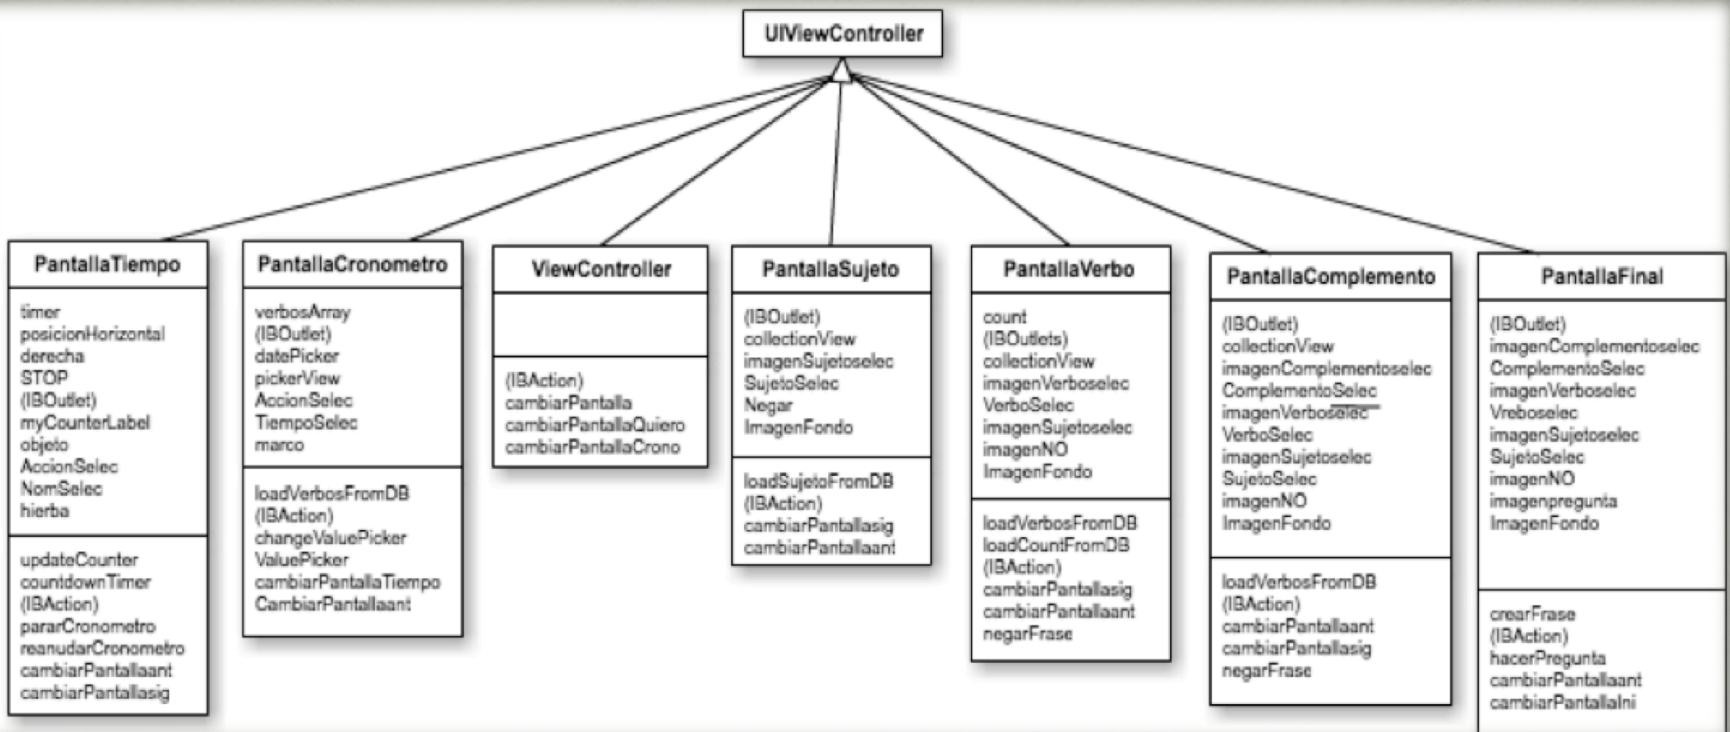 UIViewController
PantallaTiempo
timer
posicionHorizontal
derecha
STOP
(IBOutlet)
myCounterLabel
objeto
AccionSelec
NomSelec
hierba
updateCounter
countdownTimer
(IBAction)
pararCronometro
reanudarCronometro
cambiarPantallaant
cambiarPantallasig
PantallaCronometro
verbosArray
(IBOutlet)
datePicker
pickerView
AccionSelec
TiempoSelec
marco
loadVerbosFromDB
(IBAction)
changeValuePicker
ValuePicker
cambiarPantallaTiempo
CambiarPantallaant
ViewController
(IBAction)
cambiarPantalla
cambiarPantallaQuiero
cambiarPantallaCrono
PantallaSujeto
(IBOutlet)
collectionView
imagenSujetoselec
SujetoSelec
Negar
ImagenFondo
loadSujetoFromDB
(IBAction)
cambiarPantallasig
cambiarPantallaant
PantallaVerbo
count
(IBOutlets)
collectionView
imagenVerboselec
VerboSelec
imagenSujetoselec
imagenNO
ImagenFondo
loadVerbosFromDB
loadCountFromDB
(IBAction)
cambiarPantallasig
cambiarPantallaant
negarFrase
PantallaComplemento
(IBOutlet)
collectionView
imagenComplementoselec
ComplementoSelec
imagenVerboselec
VerboSelec
imagenSujetoselec
SujetoSelec
imagenNO
ImagenFondo
loadVerbosFromDB
(IBAction)
cambiarPantallaant
cambiarPantallasig
negarFrase
PantallaFinal
(IBOutlet)
imagenComplementoselec
ComplementoSelec
imagenVerboselec
Vreboselec
imagenSujetoselec
SujetoSelec
imagenNO
imagenpregunta
ImagenFondo
crearFrase
(IBAction)
hacerPregunta
cambiarPantallaant
cambiarPantallaIni